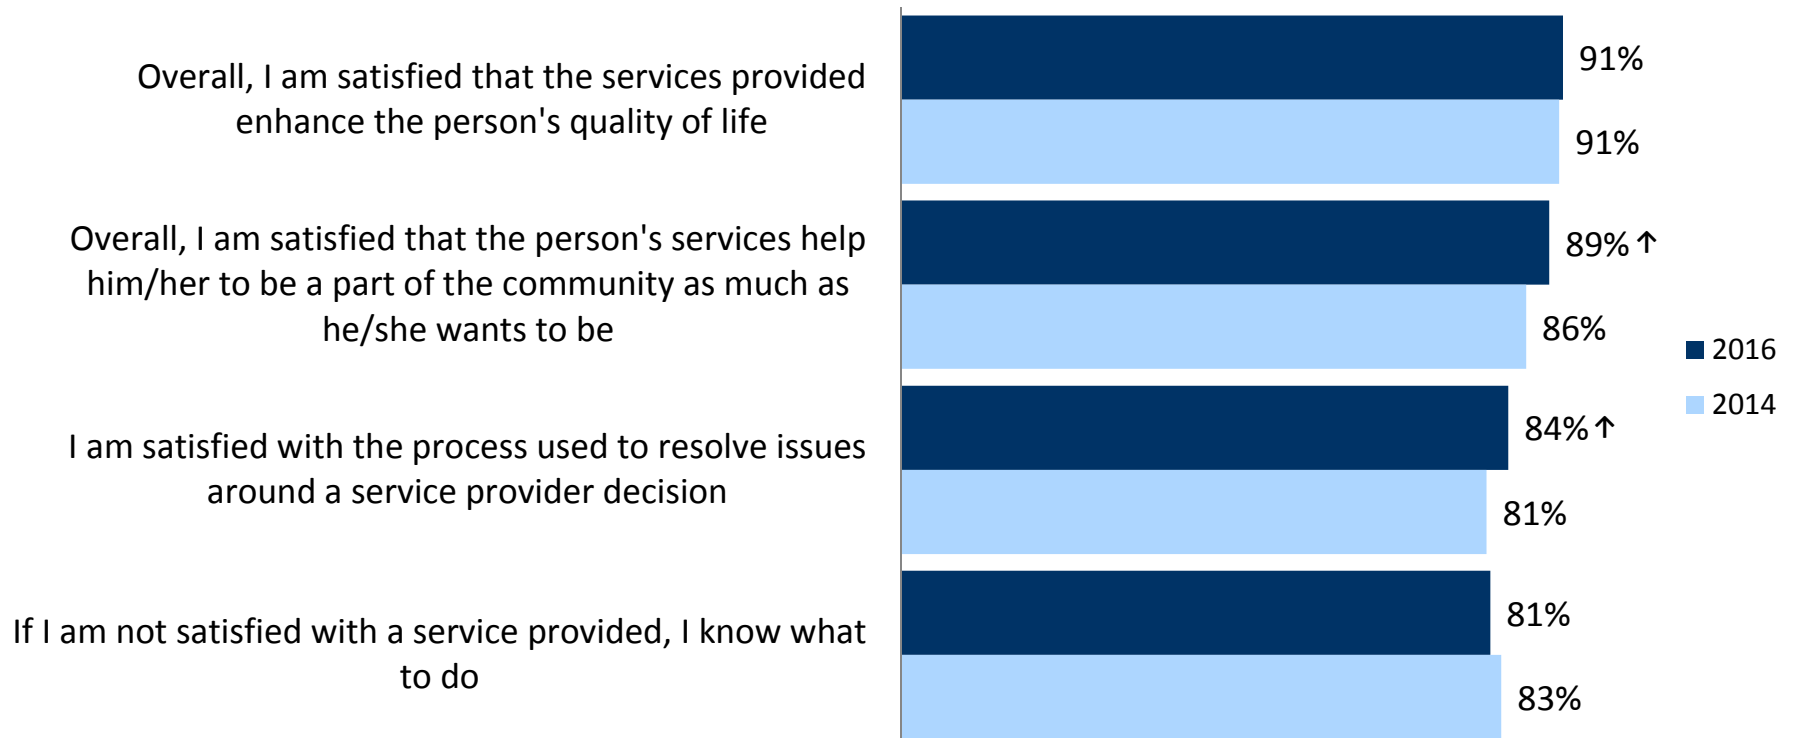 Overall, I am satisfied that the services provided
enhance the person's quality of life
91%
91%
Overall, I am satisfied that the person's services help
him/her to be a part of the community as much as
he/she wants to be
89% ↑
86%
I am satisfied with the process used to resolve issues
around a service provider decision
84% ↑
81%
If I am not satisfied with a service provided, I know what
to do
81%
83%
2016
2014